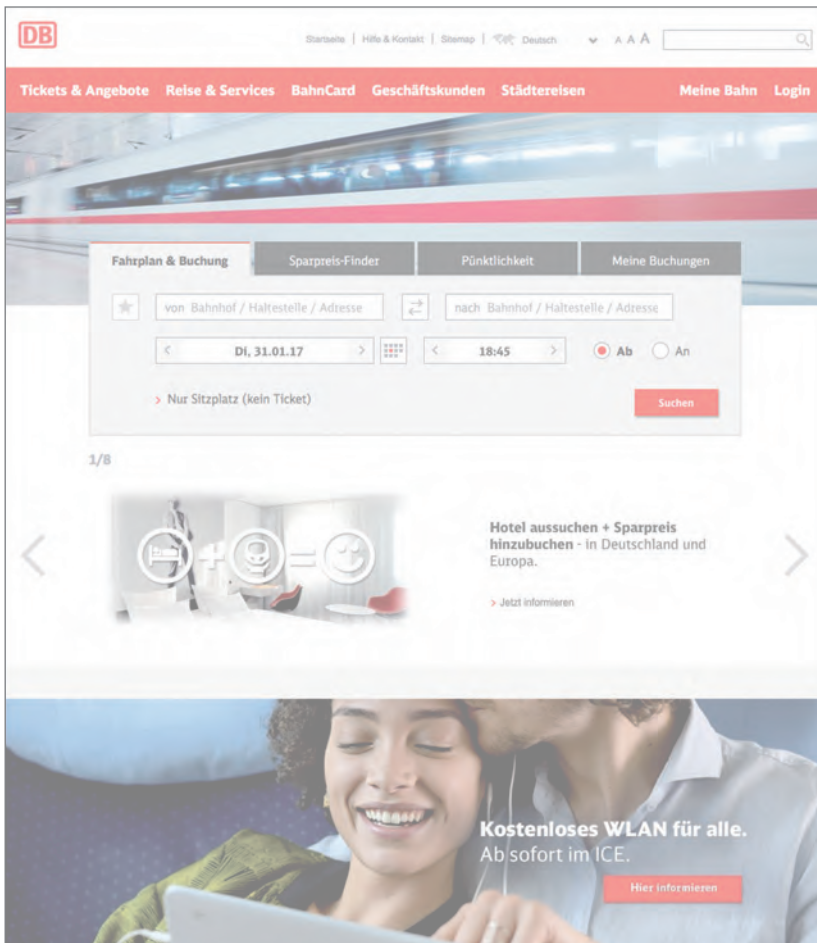 DB
Startseite | Hilfe & Kontakt | Sitemap | Deutsch A A A
Tickets & Angebote Reise & Services BahnCard Geschäftskunden Städtereisen Meine Bahn Login
Fahrplan & Buchung Sparpreis-Finder Pünktlichkeit Meine Buchungen
von Bahnhof / Haltestelle / Adresse nach Bahnhof / Haltestelle / Adresse
Di, 31.01.17 18:45 Ab An
Nur Sitzplatz (kein Ticket) Suchen
1/8
Hotel aussuchen + Sparpreis
hinzubuchen - in Deutschland und
Europa.
Jetzt informieren
Kostenloses WLAN für alle.
Ab sofort im ICE.
Hier informieren